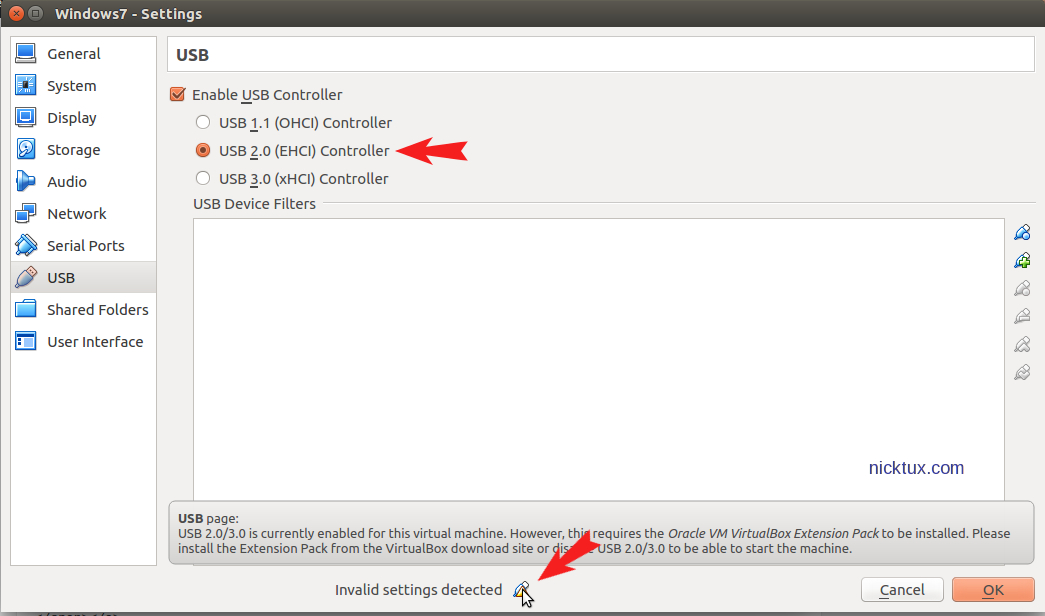 Windows7 - Settings
General
System
Display
Storage
Audio
Network
Serial Ports
USB
Shared Folders
User Interface
USB
Enable USB Controller
USB 1.1 (OHCI) Controller
USB 2.0 (EHCI) Controller
USB 3.0 (xHCI) Controller
USB Device Filters
nicktux.com
USB page:
USB 2.0/3.0 is currently enabled for this virtual machine. However, this requires the Oracle VM VirtualBox Extension Pack to be installed. Please
install the Extension Pack from the VirtualBox download site or disable USB 2.0/3.0 to be able to start the machine.
Invalid settings detected
Cancel
OK